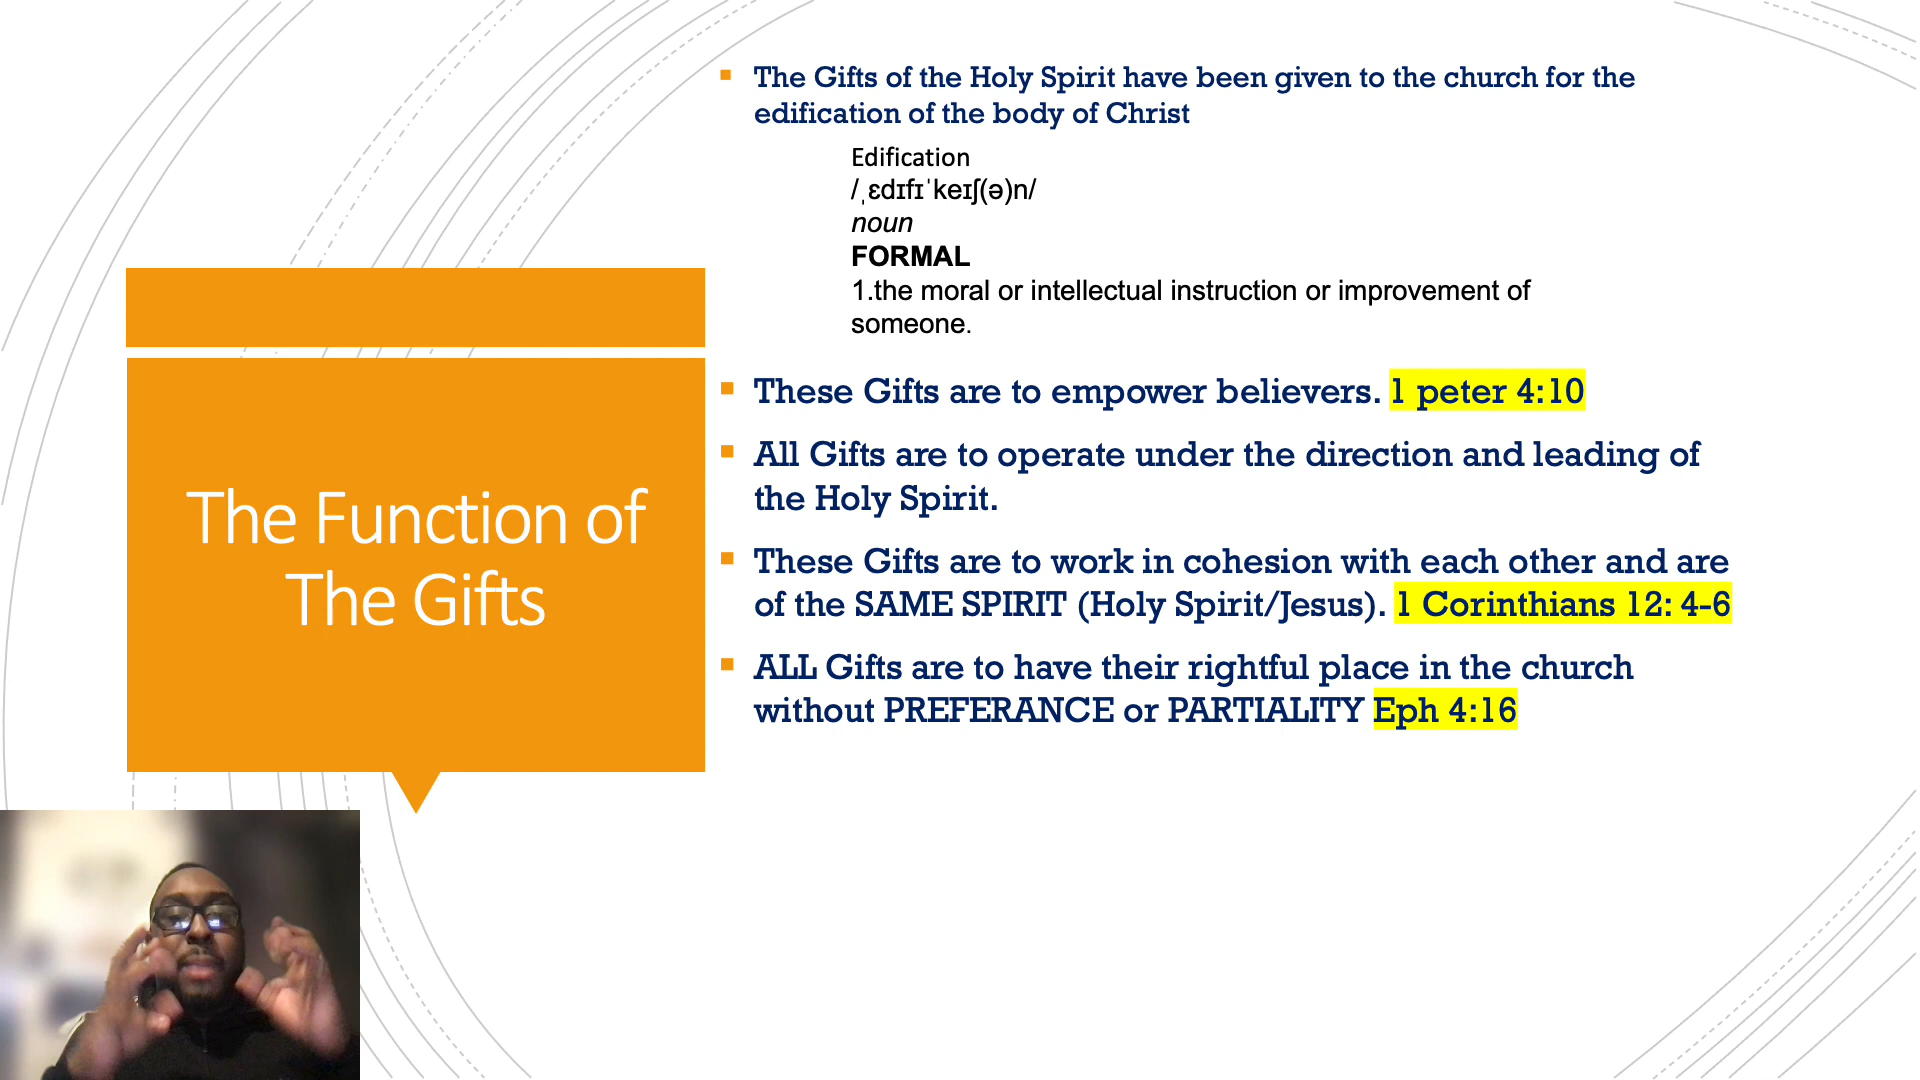 The Function of
The Gifts
The Gifts of the Holy Spirit have been given to the church for the
edification of the body of Christ
Edification
/ˌɛdɪfɪˈkeɪʃ(ə)n/
noun
FORMAL
1.the moral or intellectual instruction or improvement of
someone.
These Gifts are to empower believers. 1 peter 4:10
All Gifts are to operate under the direction and leading of
the Holy Spirit.
These Gifts are to work in cohesion with each other and are
of the SAME SPIRIT (Holy Spirit/Jesus). 1 Corinthians 12: 4-6
ALL Gifts are to have their rightful place in the church
without PREFERANCE or PARTIALITY Eph 4:16